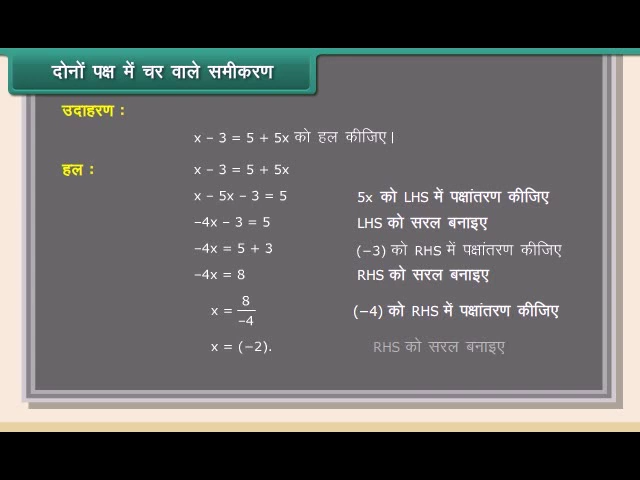 दोनों पक्ष में चर वाले समीकरण
उदाहरण :
x – 3 = 5 + 5x को हल कीजिए।
हल : x – 3 = 5 + 5x
x – 5x – 3 = 5 5x को LHS में पक्षांतरण कीजिए
–4x – 3 = 5 LHS को सरल बनाइए
–4x = 5 + 3 (−3) को RHS में पक्षांतरण कीजिए
–4x = 8 RHS को सरल बनाइए
x = 8/–4 (−4) को RHS में पक्षांतरण कीजिए
x = (–2). RHS को सरल बनाइए